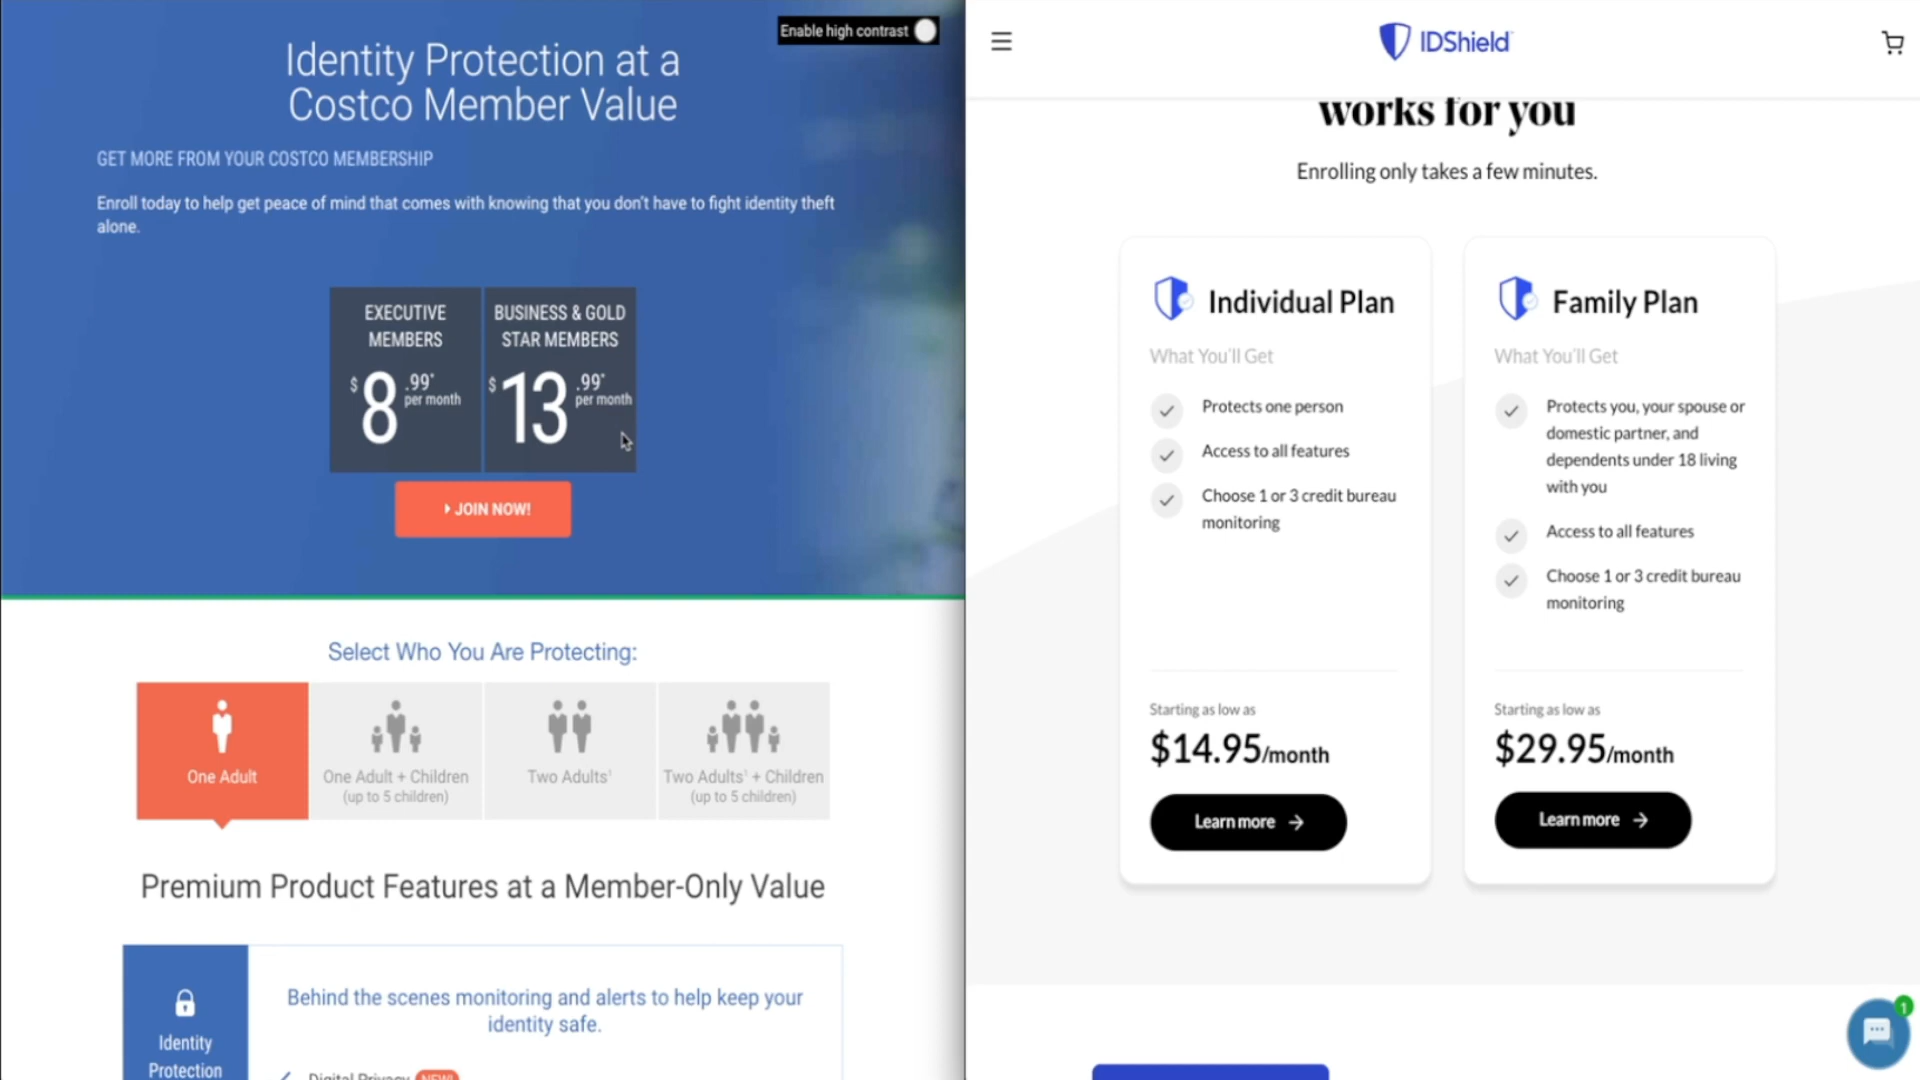 Enable high contrast
Identity Protection at a
Costco Member Value
GET MORE FROM YOUR COSTCO MEMBERSHIP
Enroll today to help get peace of mind that comes with knowing that you don't have to fight identity theft
alone.
EXECUTIVE
MEMBERS
$8.99*
per month
BUSINESS & GOLD
STAR MEMBERS
$13.99*
per month
JOIN NOW!
Select Who You Are Protecting:
One Adult
One Adult + Children
(up to 5 children)
Two Adults¹
Two Adults¹ + Children
(up to 5 children)
Premium Product Features at a Member-Only Value
Identity
Protection
Behind the scenes monitoring and alerts to help keep your
identity safe.
Digital Privacy NEW!
IDShield
works for you
Enrolling only takes a few minutes.
Individual Plan
What You'll Get
Protects one person
Access to all features
Choose 1 or 3 credit bureau
monitoring
Starting as low as
$14.95/month
Learn more
Family Plan
What You'll Get
Protects you, your spouse or
domestic partner, and
dependents under 18 living
with you
Access to all features
Choose 1 or 3 credit bureau
monitoring
Starting as low as
$29.95/month
Learn more
1